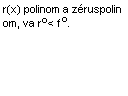 r(x) polinom a zéruspolin
om, va r°< f°.